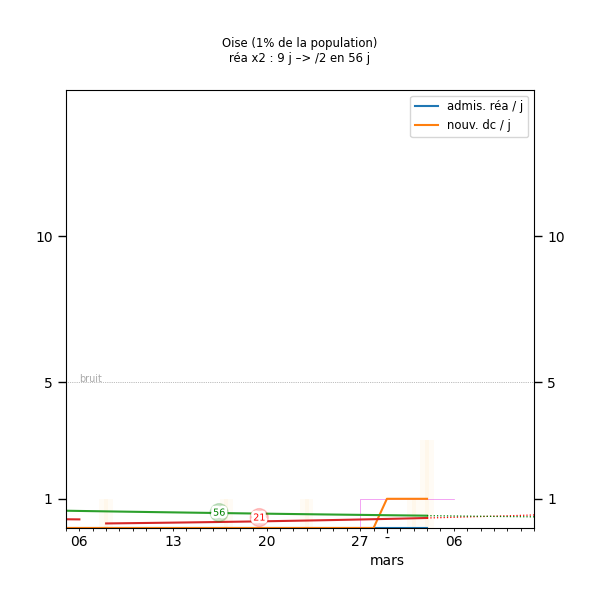 Oise (1% de la population)
réa x2 : 9 j –> /2 en 56 j
admis. réa / j
nouv. dc / j
10 10
bruit
5 5
1 1
56
21
06 13 20 27 - 06
mars